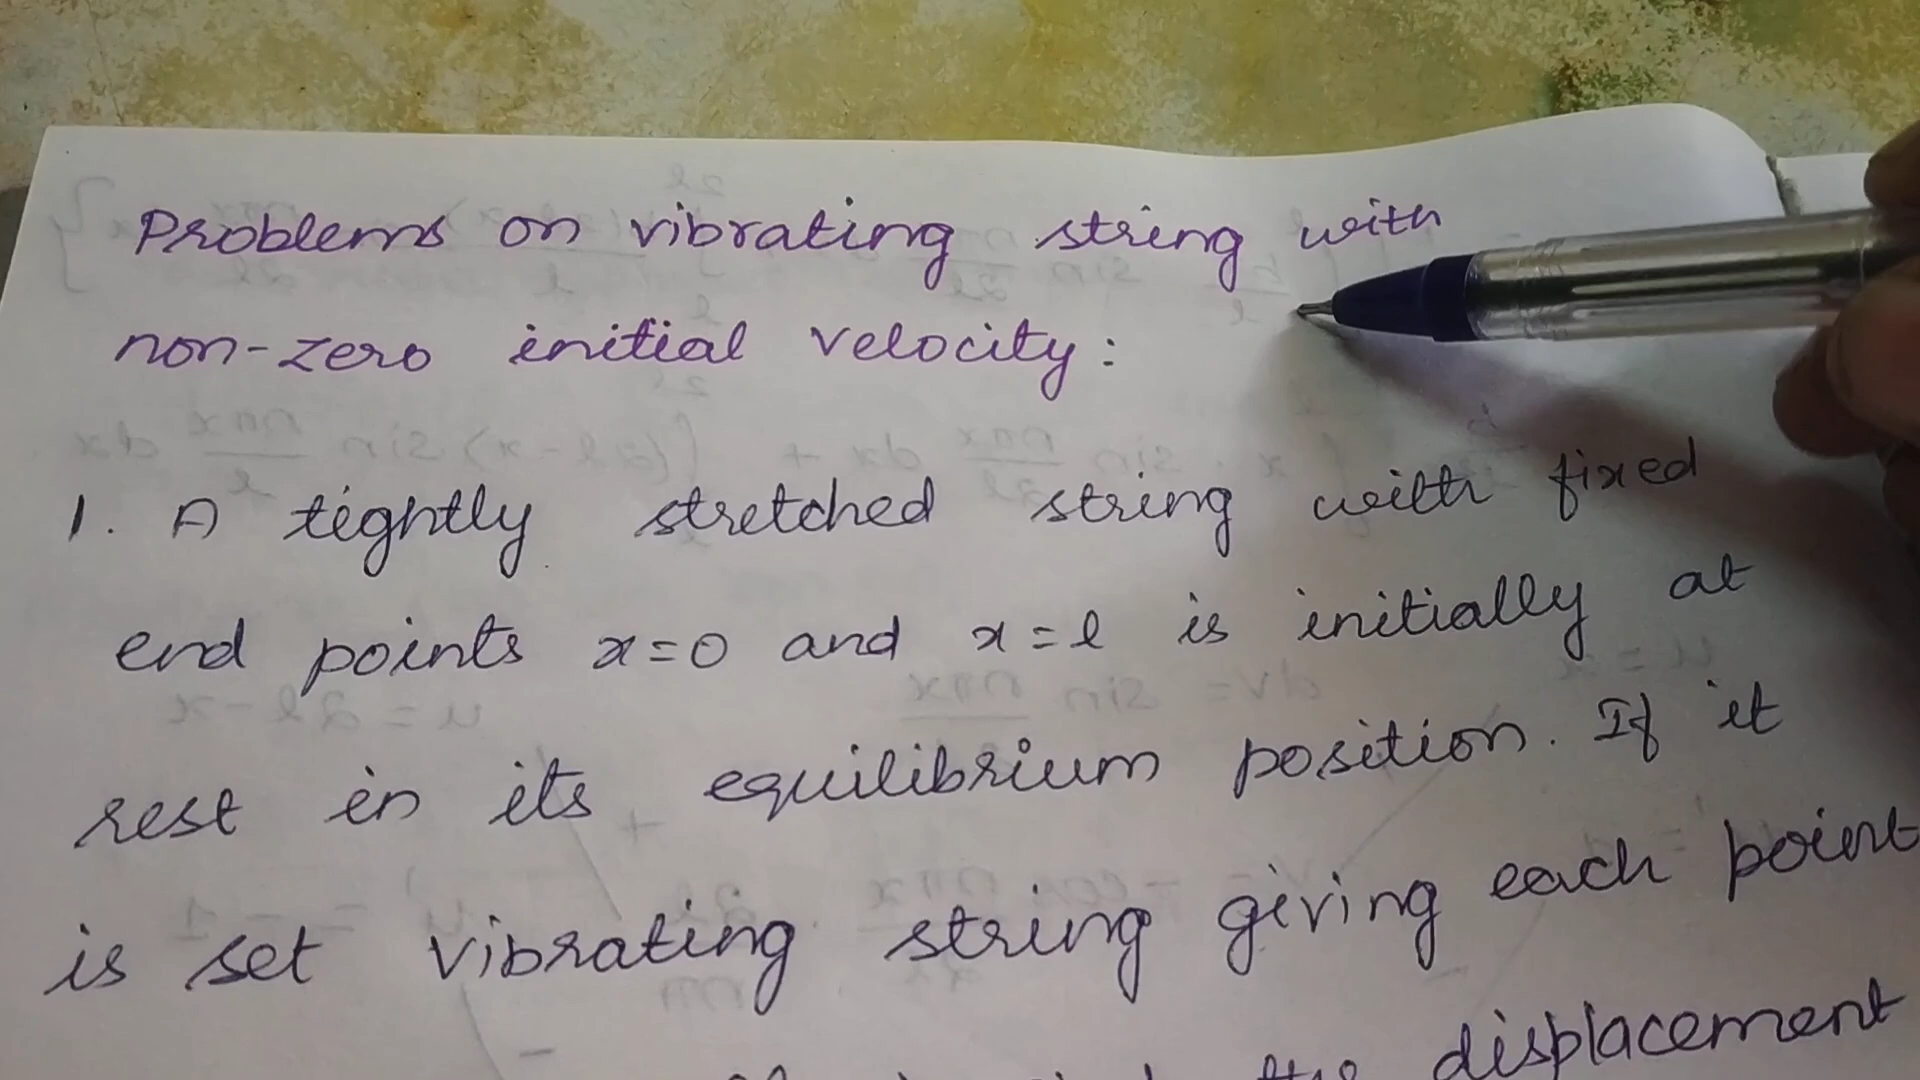 Problems on vibrating string with
non-zero initial velocity:
1. A tightly stretched string with fixed
end points x=0 and x=l is initially at
rest in its equilibrium position. If it
is set vibrating string giving each point
the displacement